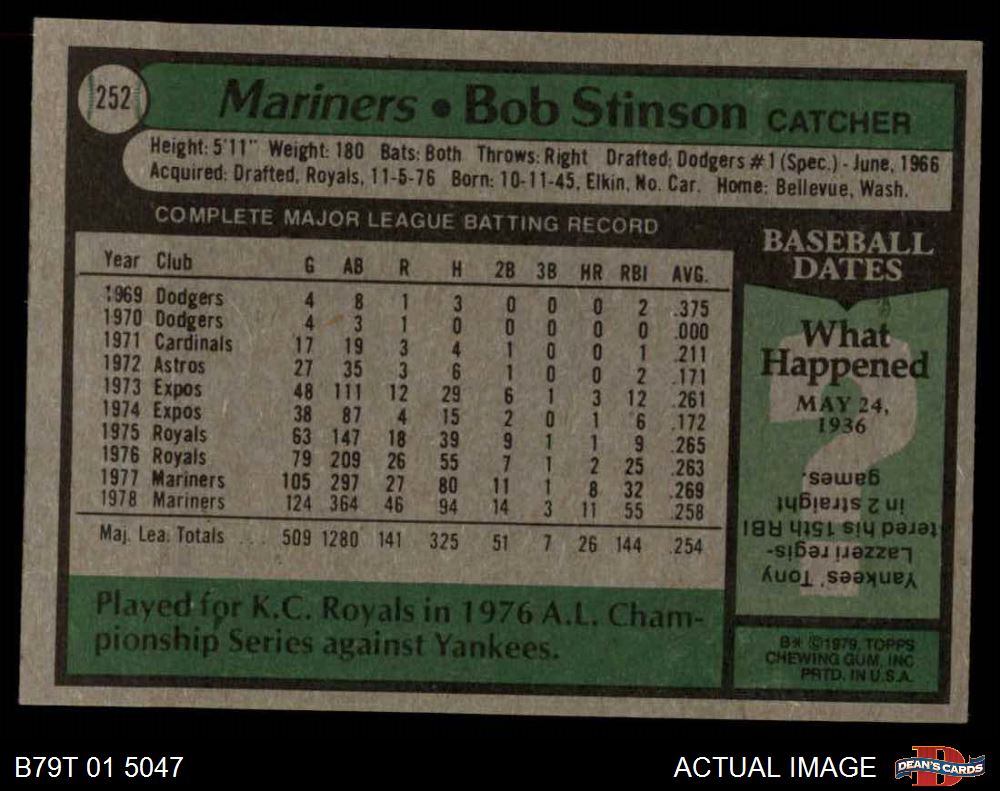 252
Mariners • Bob Stinson CATCHER
Height: 5'11" Weight: 180 Bats: Both Throws: Right Drafted: Dodgers #1 (Spec.) - June, 1966
Acquired: Drafted, Royals, 11-5-76 Born: 10-11-45, Elkin, No. Car. Home: Bellevue, Wash.
COMPLETE MAJOR LEAGUE BATTING RECORD
Year Club G AB R H 2B 3B HR RBI AVG.
1969 Dodgers 4 8 1 3 0 0 0 2 .375
1970 Dodgers 4 3 1 0 0 0 0 0 .000
1971 Cardinals 17 19 3 4 1 0 0 1 .211
1972 Astros 27 35 3 6 1 0 0 2 .171
1973 Expos 48 111 12 29 6 1 3 12 .261
1974 Expos 38 87 4 15 2 0 1 6 .172
1975 Royals 63 147 18 39 9 1 1 9 .265
1976 Royals 79 209 26 55 7 1 2 25 .263
1977 Mariners 105 297 27 80 11 1 8 32 .269
1978 Mariners 124 364 46 94 14 3 11 55 .258
Maj. Lea. Totals ... 509 1280 141 325 51 7 26 144 .254
Played for K.C. Royals in 1976 A.L. Cham-
pionship Series against Yankees.
BASEBALL
DATES
What
Happened
MAY 24,
1936
?
Yankees' Tony
Lazzeri regis-
tered his 15th RBI
in 2 straight
games.
B* ©1979, TOPPS
CHEWING GUM, INC
PRTD. IN U.S.A.
B79T 01 5047
ACTUAL IMAGE
DEAN'S CARDS